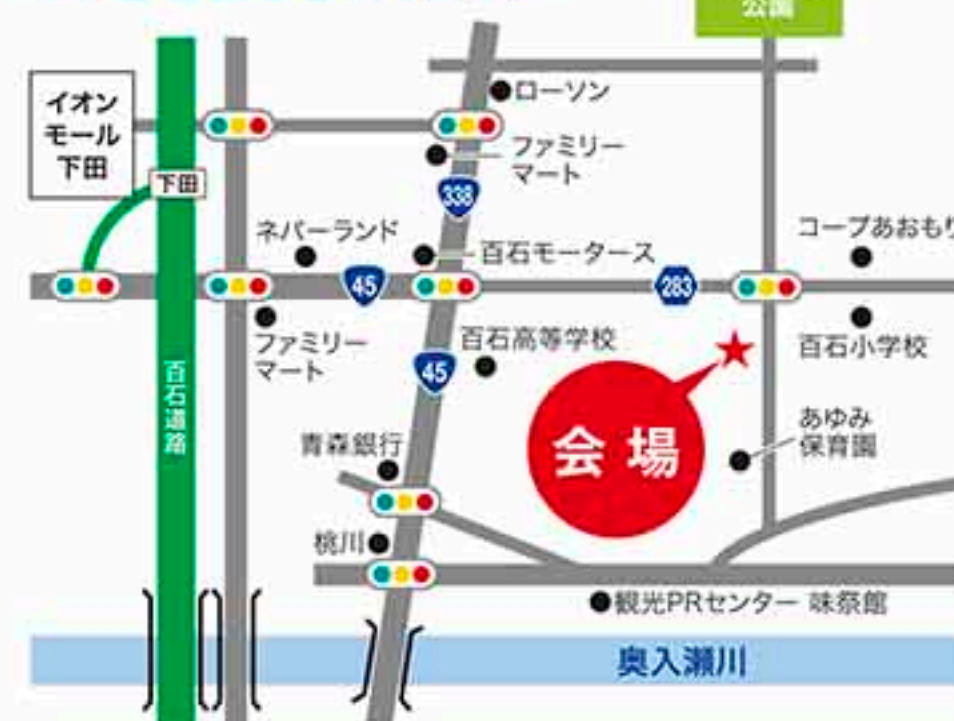 公園
イオン
モール
下田
ローソン
ファミリー
マート
下田
338
ネバーランド
百石モータース
コープあおもり
45
283
ファミリー
マート
百石高等学校
45
百石小学校
百石道路
会場
あゆみ
保育園
青森銀行
桃川
観光PRセンター 味祭館
奥入瀬川